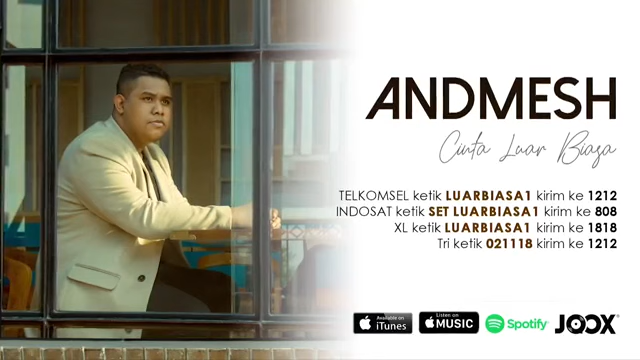 ANDMESH
Cinta Luar Biasa
TELKOMSEL ketik LUARBIASA1 kirim ke 1212
INDOSAT ketik SET LUARBIASA1 kirim ke 808
XL ketik LUARBIASA1 kirim ke 1818
Tri ketik 021118 kirim ke 1212
Available on iTunes
Listen on MUSIC
Spotify
JOOX